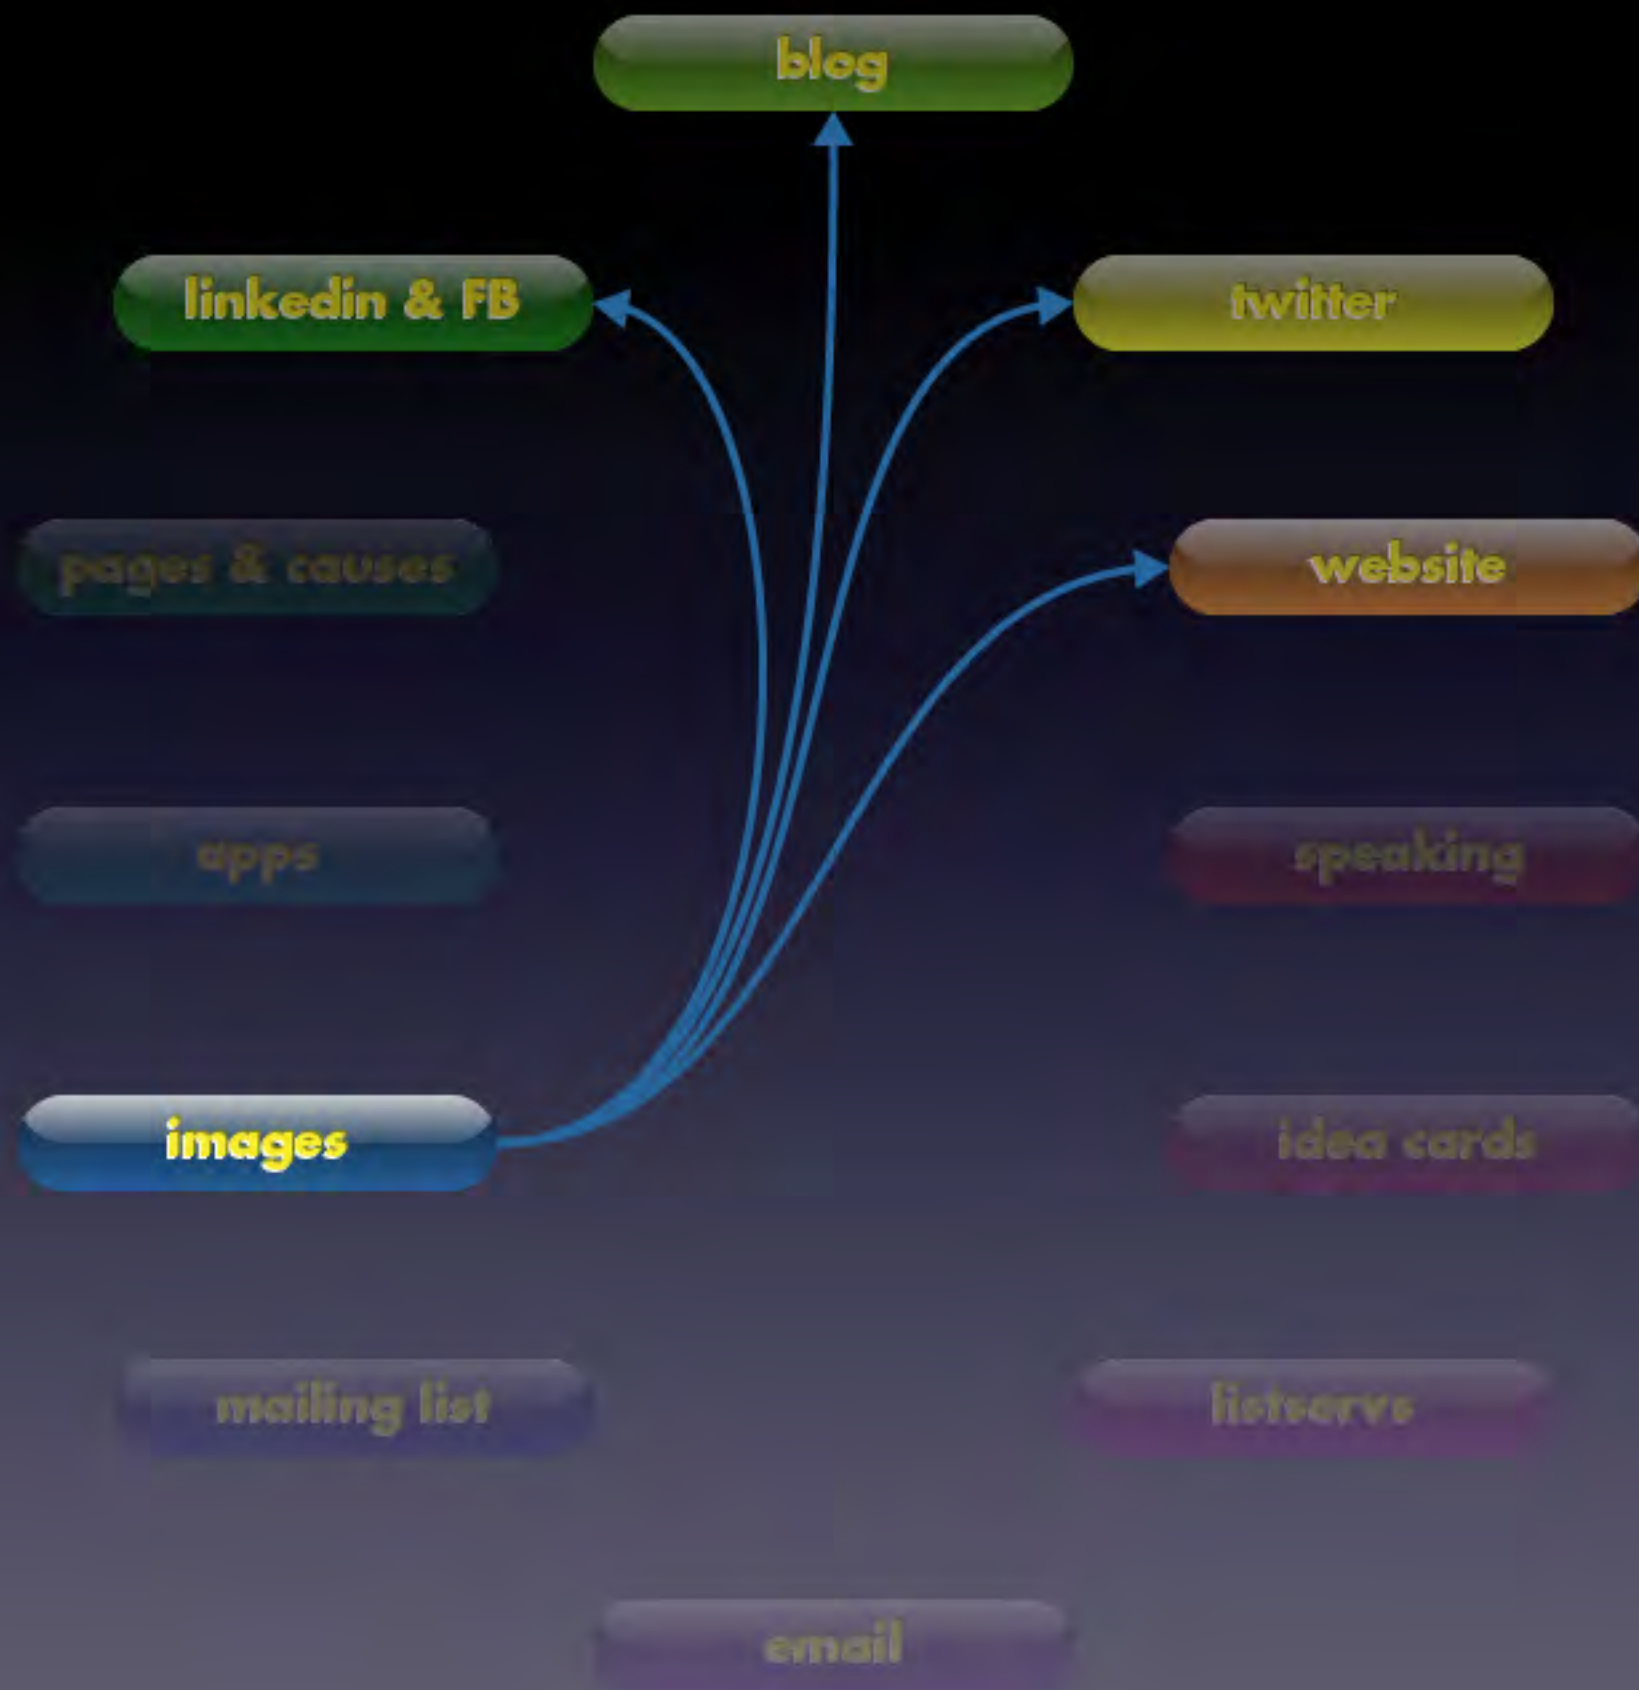 blog
linkedin & FB
twitter
pages & causes
website
apps
speaking
images
idea cards
mailing list
listservs
email